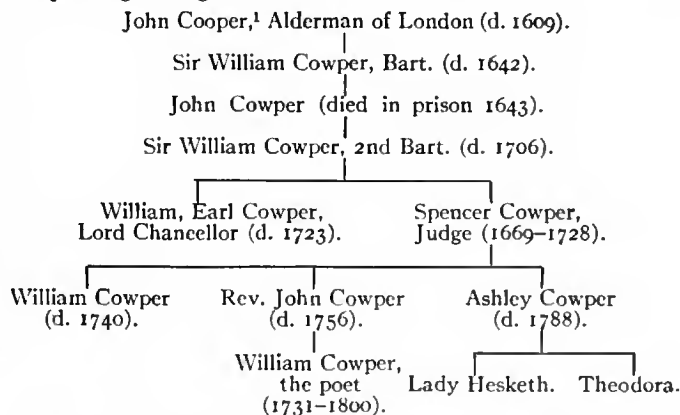 John Cooper,¹ Alderman of London (d. 1609).
Sir William Cowper, Bart. (d. 1642).
John Cowper (died in prison 1643).
Sir William Cowper, 2nd Bart. (d. 1706).
William, Earl Cowper,
Lord Chancellor (d. 1723).
Spencer Cowper,
Judge (1669–1728).
William Cowper
(d. 1740).
Rev. John Cowper
(d. 1756).
Ashley Cowper
(d. 1788).
William Cowper,
the poet
(1731–1800).
Lady Hesketh.
Theodora.